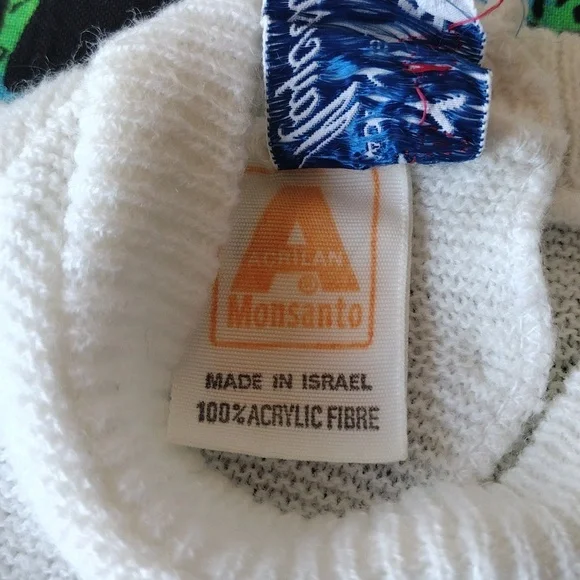 A
ACRILAN
®
Monsanto
MADE IN ISRAEL
100% ACRYLIC FIBRE